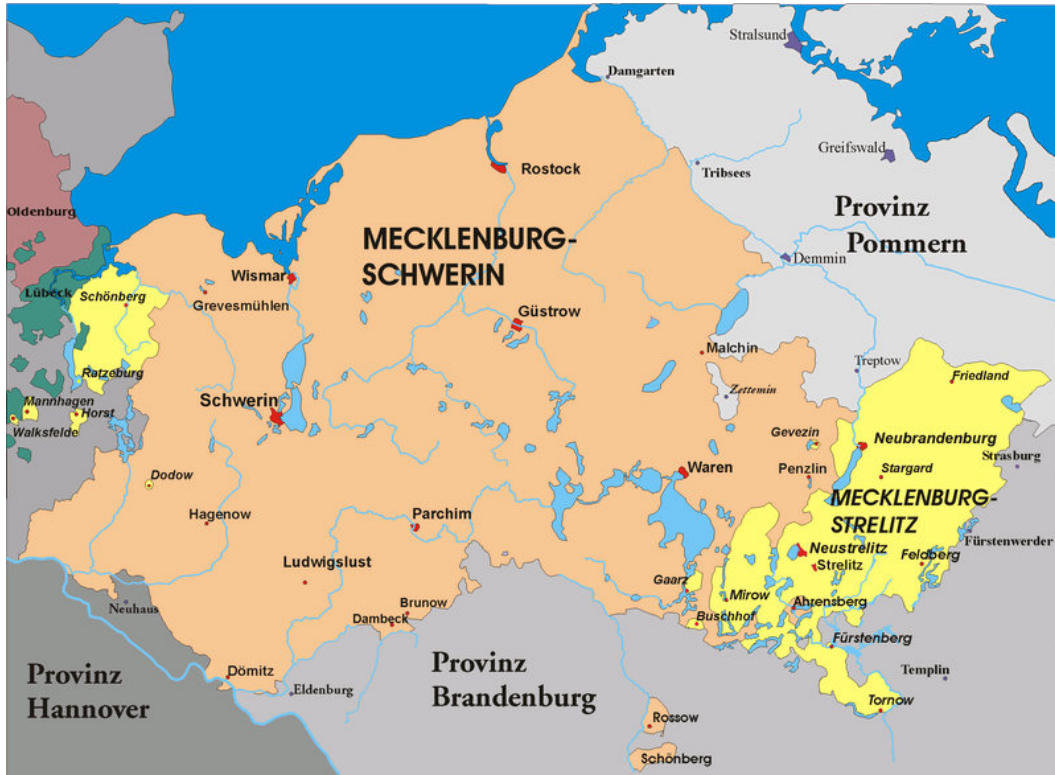 Stralsund
Damgarten
Greifswald
Tribsees
Rostock
Provinz
Pommern
Oldenburg
MECKLENBURG-
SCHWERIN
Demmin
Wismar
Lübeck
Schönberg
Grevesmühlen
Güstrow
Malchin
Treptow
Ratzeburg
Friedland
Zettemin
Mannhagen
Schwerin
Horst
Walksfelde
Gevezin
Neubrandenburg
Strasburg
Waren
Penzlin
Stargard
Dodow
MECKLENBURG-
STRELITZ
Hagenow
Parchim
Fürstenwerder
Neustrelitz
Strelitz
Feldberg
Ludwigslust
Gaarz
Mirow
Neuhaus
Brunow
Ahrensberg
Dambeck
Buschhof
Fürstenberg
Provinz
Hannover
Dömitz
Provinz
Brandenburg
Templin
Eldenburg
Tornow
Rossow
Schönberg